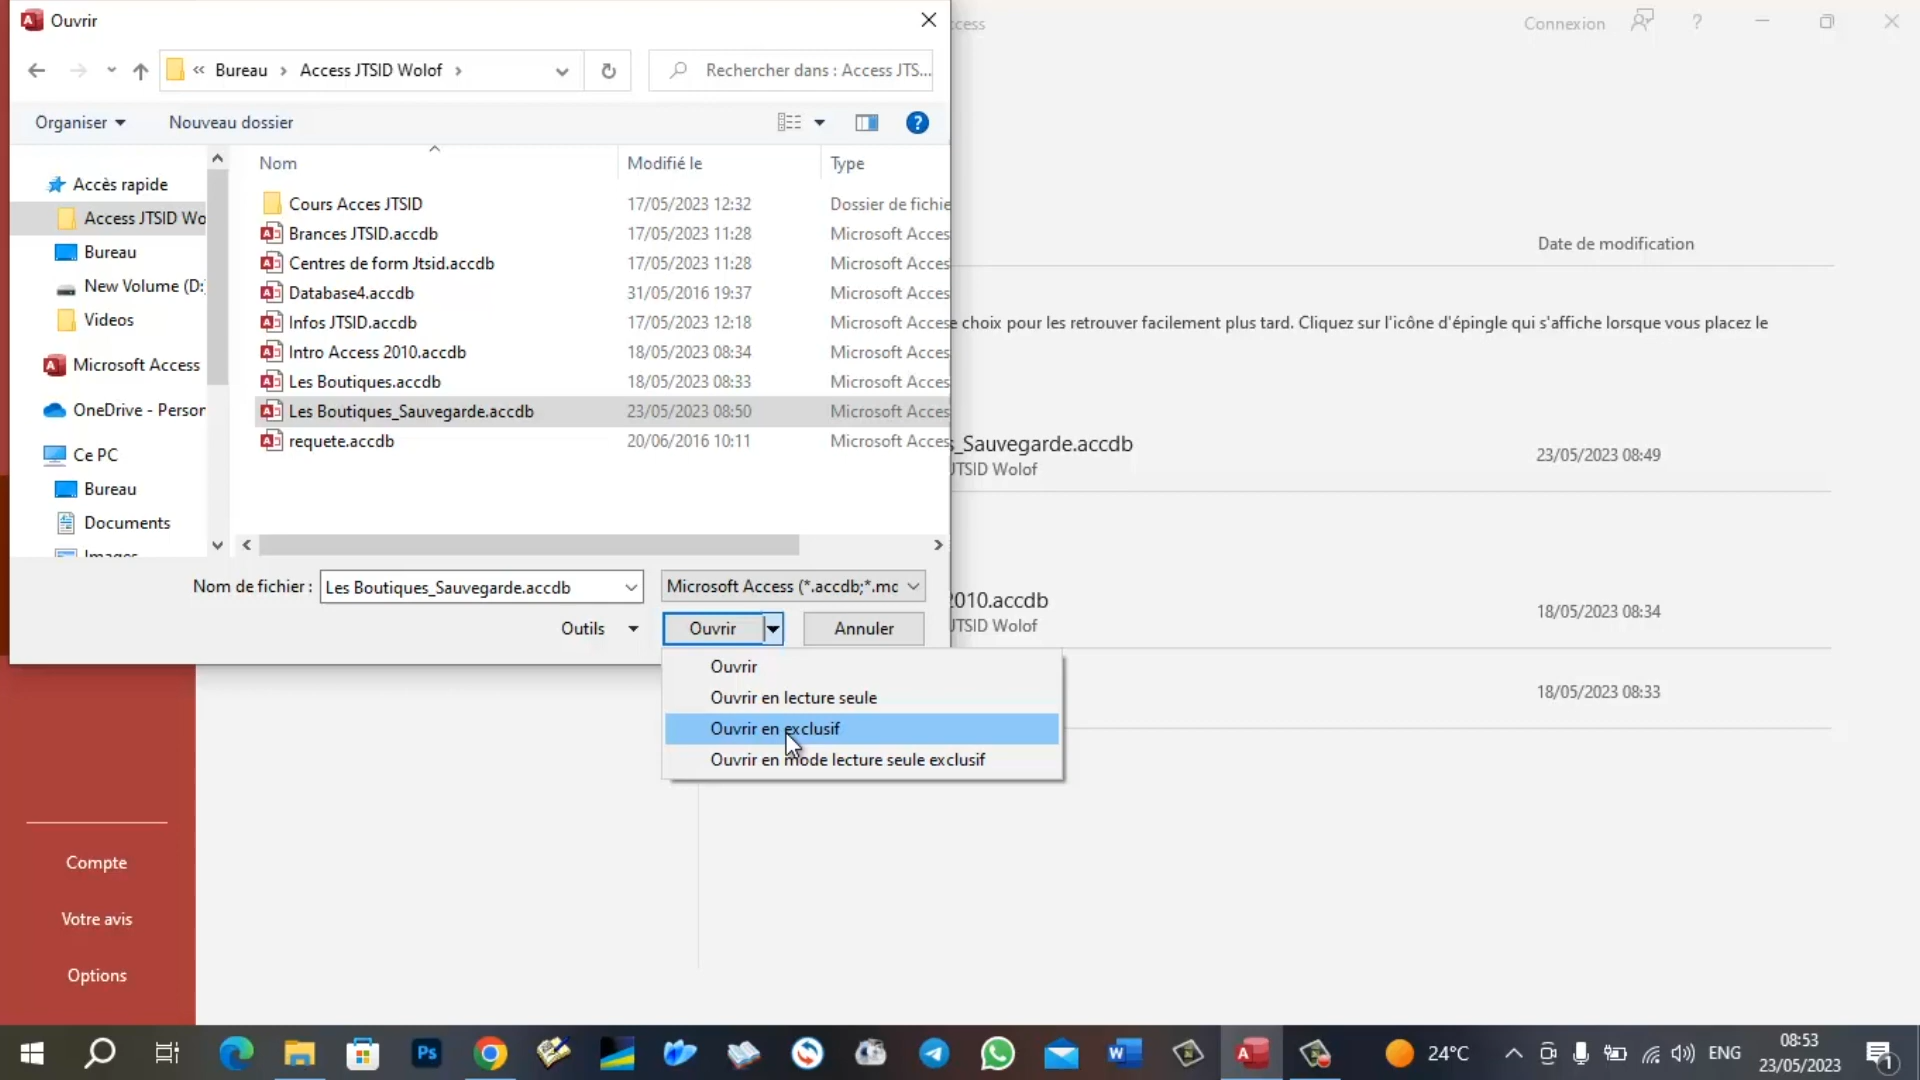 Ouvrir
cess
Connexion
?
« Bureau › Access JTSID Wolof ›
Rechercher dans : Access JTS...
Organiser
Nouveau dossier
?
Nom
Modifié le
Type
Accès rapide
Access JTSID Wo
Bureau
New Volume (D:
Videos
Microsoft Access
OneDrive - Person
Ce PC
Bureau
Documents
Images
Cours Acces JTSID 17/05/2023 12:32 Dossier de fichie
Brances JTSID.accdb 17/05/2023 11:28 Microsoft Acces
Centres de form Jtsid.accdb 17/05/2023 11:28 Microsoft Acces
Database4.accdb 31/05/2016 19:37 Microsoft Acces
Infos JTSID.accdb 17/05/2023 12:18 Microsoft Acces
Intro Access 2010.accdb 18/05/2023 08:34 Microsoft Acces
Les Boutiques.accdb 18/05/2023 08:33 Microsoft Acces
Les Boutiques_Sauvegarde.accdb 23/05/2023 08:50 Microsoft Acces
requete.accdb 20/06/2016 10:11 Microsoft Acces
Nom de fichier : Les Boutiques_Sauvegarde.accdb
Microsoft Access (*.accdb;*.mc
Outils
Ouvrir
Annuler
Ouvrir
Ouvrir en lecture seule
Ouvrir en exclusif
Ouvrir en mode lecture seule exclusif
Date de modification
e choix pour les retrouver facilement plus tard. Cliquez sur l'icône d'épingle qui s'affiche lorsque vous placez le
s_Sauvegarde.accdb
JTSID Wolof
23/05/2023 08:49
2010.accdb
JTSID Wolof
18/05/2023 08:34
18/05/2023 08:33
Compte
Votre avis
Options
Ps
24°C
ENG
08:53
23/05/2023
1